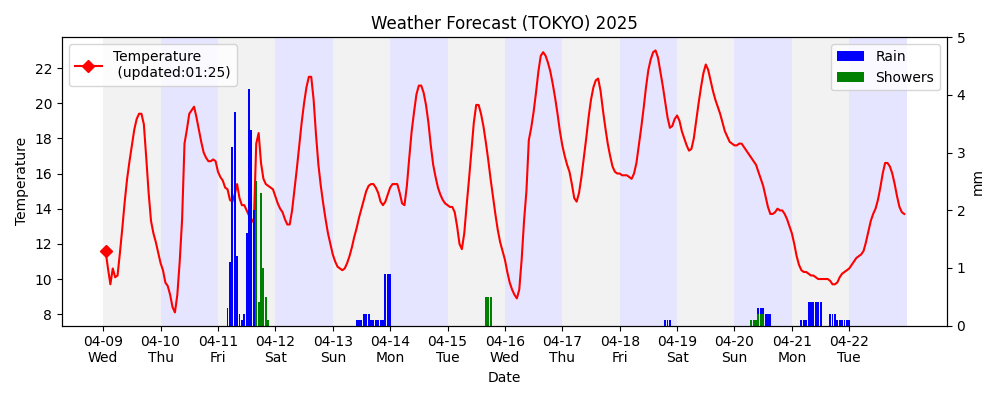 Weather Forecast (TOKYO) 2025
Temperature
(updated:01:25)
Rain
Showers
Temperature
22
20
18
16
14
12
10
8
5
4
3
2
1
0
mm
04-09 04-10 04-11 04-12 04-13 04-14 04-15 04-16 04-17 04-18 04-19 04-20 04-21 04-22
Wed Thu Fri Sat Sun Mon Tue Wed Thu Fri Sat Sun Mon Tue
Date